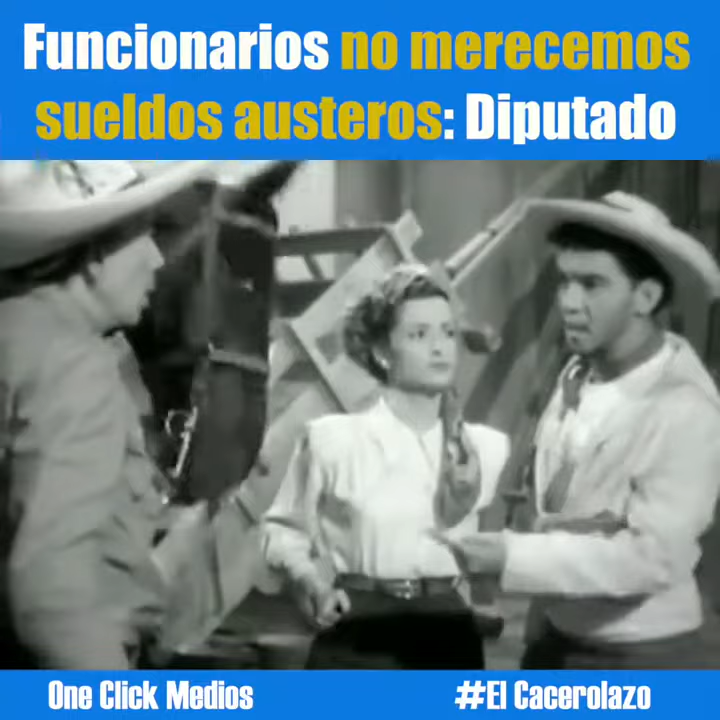 Funcionarios no merecemos
sueldos austeros: Diputado
One Click Medios
#El Cacerolazo